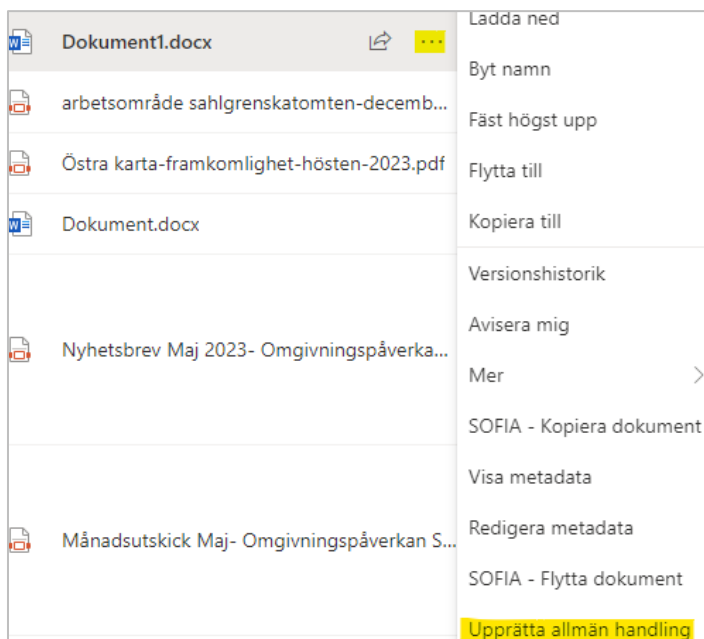 Dokument1.docx
arbetsområde sahlgrenskatomten-decemb...
Östra karta-framkomlighet-hösten-2023.pdf
Dokument.docx
Nyhetsbrev Maj 2023- Omgivningspåverka...
Månadsutskick Maj- Omgivningspåverkan S...
Ladda ned
Byt namn
Fäst högst upp
Flytta till
Kopiera till
Versionshistorik
Avisera mig
Mer
SOFIA - Kopiera dokument
Visa metadata
Redigera metadata
SOFIA - Flytta dokument
Upprätta allmän handling